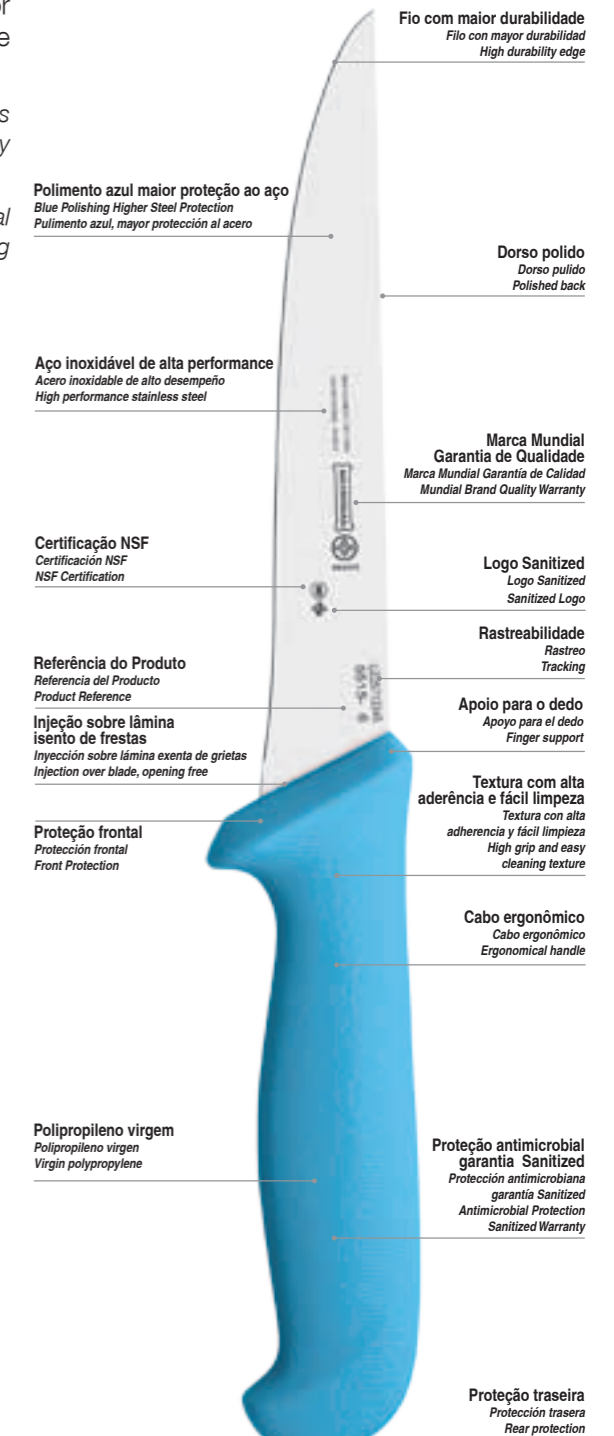 or
e
s
y
al
g
Fio com maior durabilidade
Filo con mayor durabilidad
High durability edge
Polimento azul maior proteção ao aço
Blue Polishing Higher Steel Protection
Pulimento azul, mayor protección al acero
Dorso polido
Dorso pulido
Polished back
Aço inoxidável de alta performance
Acero inoxidable de alto desempeño
High performance stainless steel
Marca Mundial
Garantia de Qualidade
Marca Mundial Garantía de Calidad
Mundial Brand Quality Warranty
Certificação NSF
Certificación NSF
NSF Certification
Logo Sanitized
Logo Sanitized
Sanitized Logo
Rastreabilidade
Rastreo
Tracking
Referência do Produto
Referencia del Producto
Product Reference
Apoio para o dedo
Apoyo para el dedo
Finger support
Injeção sobre lâmina
isento de frestas
Inyección sobre lámina exenta de grietas
Injection over blade, opening free
Textura com alta
aderência e fácil limpeza
Textura con alta
adherencia y fácil limpieza
High grip and easy
cleaning texture
Proteção frontal
Protección frontal
Front Protection
Cabo ergonômico
Cabo ergonômico
Ergonomical handle
Polipropileno virgem
Polipropileno virgen
Virgin polypropylene
Proteção antimicrobial
garantia Sanitized
Protección antimicrobiana
garantía Sanitized
Antimicrobial Protection
Sanitized Warranty
Proteção traseira
Protección trasera
Rear protection